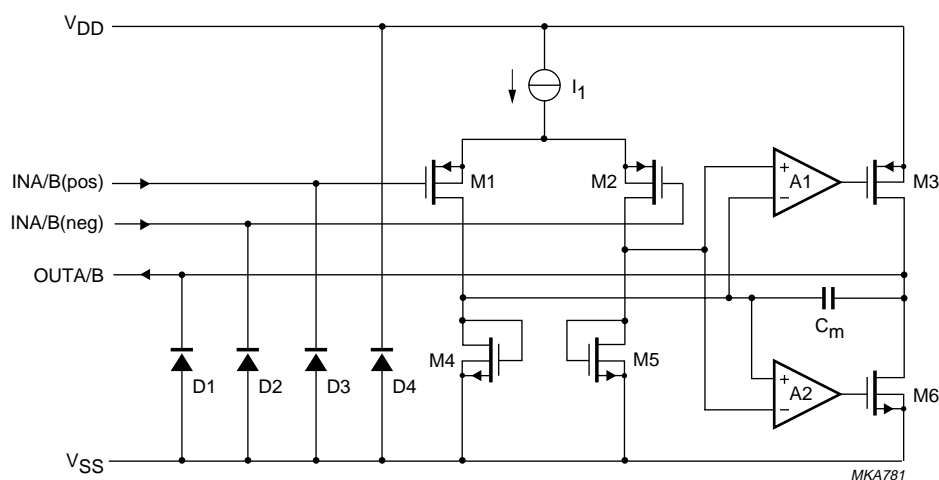 VDD
I1
INA/B(pos)
M1
M2
A1
+
−
M3
INA/B(neg)
OUTA/B
Cm
M4
M5
D1
D2
D3
D4
A2
+
−
M6
VSS
MKA781